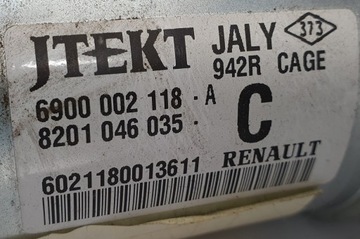 JTEKT JALY 373
942R CAGE
6900 002 118 - A
8201 046 035 - C
6021180013611 RENAULT